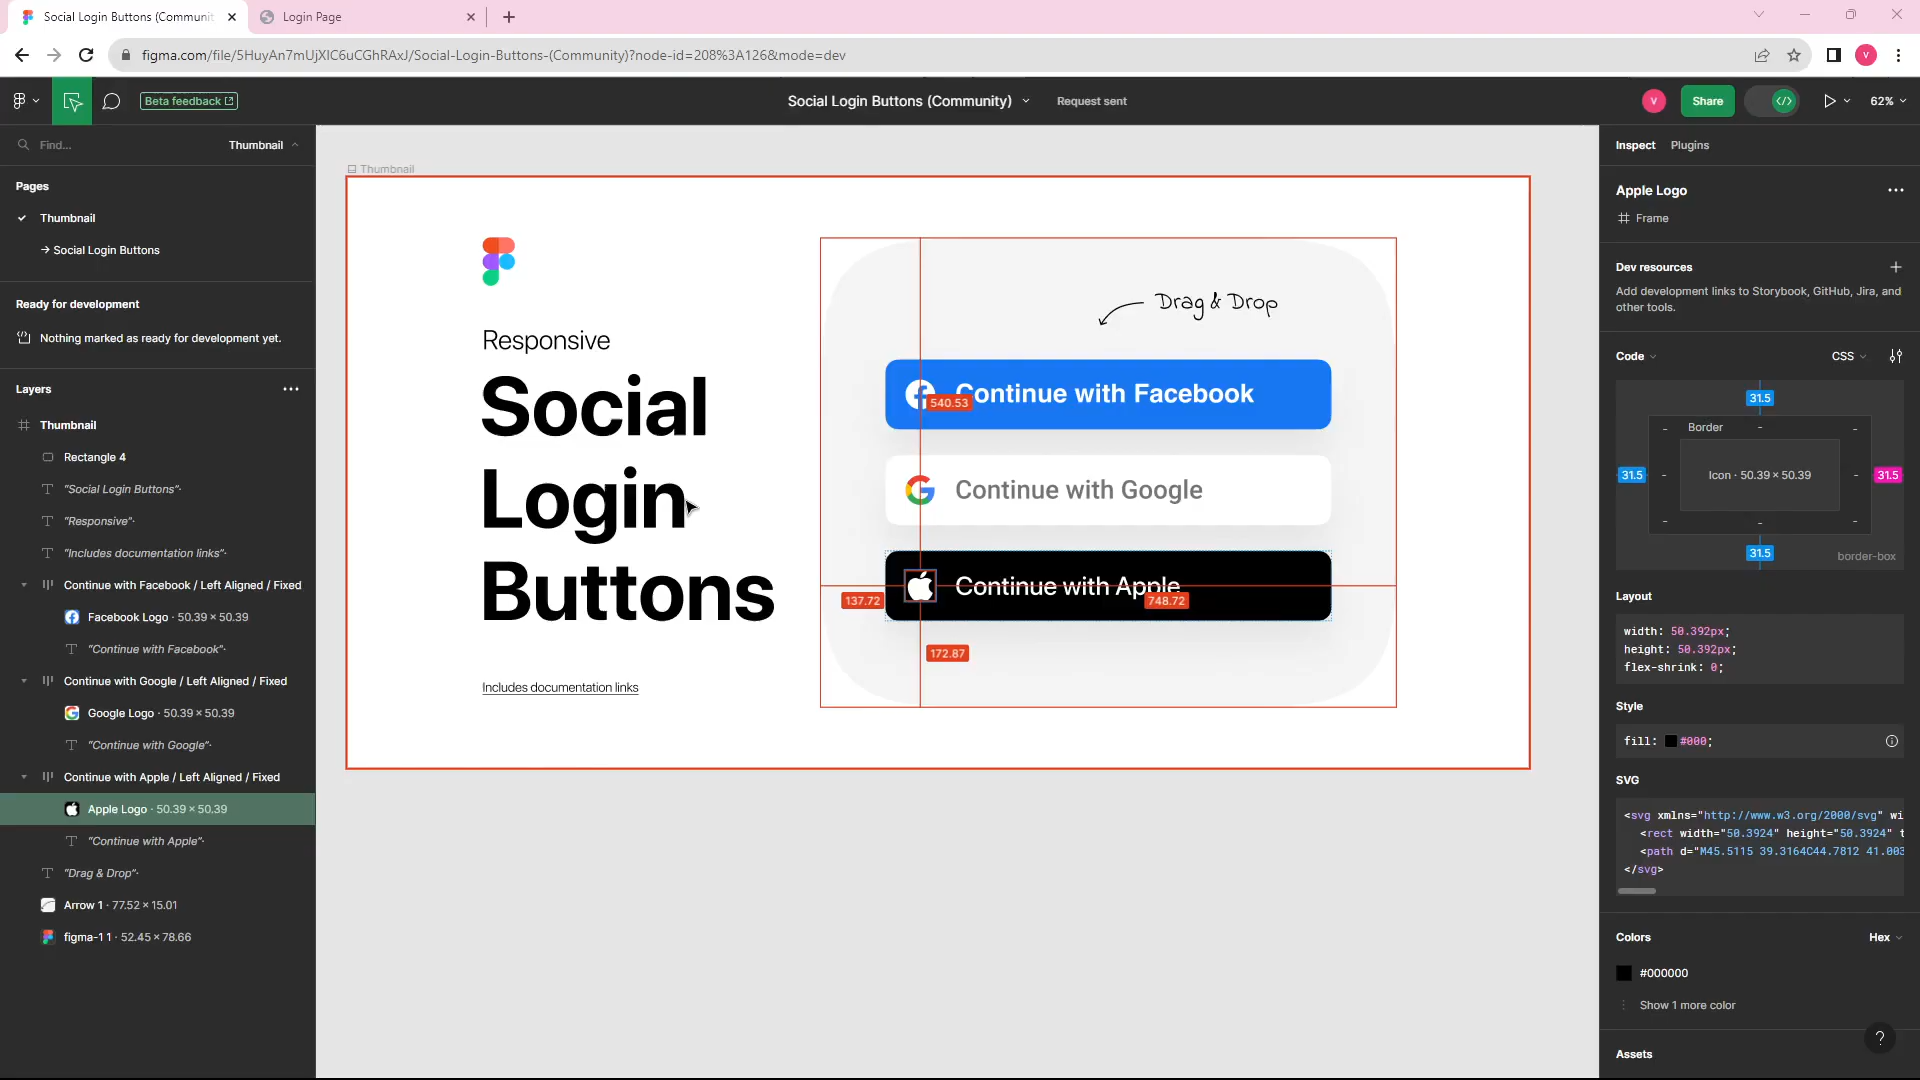 Social Login Buttons (Communit
Login Page
figma.com/file/5HuyAn7mUjXlC6uCGhRAxJ/Social-Login-Buttons-(Community)?node-id=208%3A126&mode=dev
V
Beta feedback
Social Login Buttons (Community)
Request sent
V
Share
62%
Find...
Thumbnail
Pages
Thumbnail
Social Login Buttons
Ready for development
Nothing marked as ready for development yet.
Layers
Thumbnail
Rectangle 4
"Social Login Buttons"·
"Responsive"·
"Includes documentation links"·
Continue with Facebook / Left Aligned / Fixed
Facebook Logo · 50.39 × 50.39
"Continue with Facebook"·
Continue with Google / Left Aligned / Fixed
Google Logo · 50.39 × 50.39
"Continue with Google"·
Continue with Apple / Left Aligned / Fixed
Apple Logo · 50.39 × 50.39
"Continue with Apple"·
"Drag & Drop"·
Arrow 1 · 77.52 × 15.01
figma-1 1 · 52.45 × 78.66
Thumbnail
Responsive
Social
Login
Buttons
Includes documentation links
Drag & Drop
Continue with Facebook
540.53
Continue with Google
Continue with Apple
137.72
748.72
172.87
Inspect
Plugins
Apple Logo
Frame
Dev resources
Add development links to Storybook, GitHub, Jira, and
other tools.
Code
CSS
31.5
Border
31.5
Icon · 50.39 × 50.39
31.5
31.5
border-box
Layout
width: 50.392px;
height: 50.392px;
flex-shrink: 0;
Style
fill: #000;
SVG
<svg xmlns="http://www.w3.org/2000/svg" wi
<rect width="50.3924" height="50.3924" t
<path d="M45.5115 39.3164C44.7812 41.003
</svg>
Colors
Hex
#000000
Show 1 more color
?
Assets